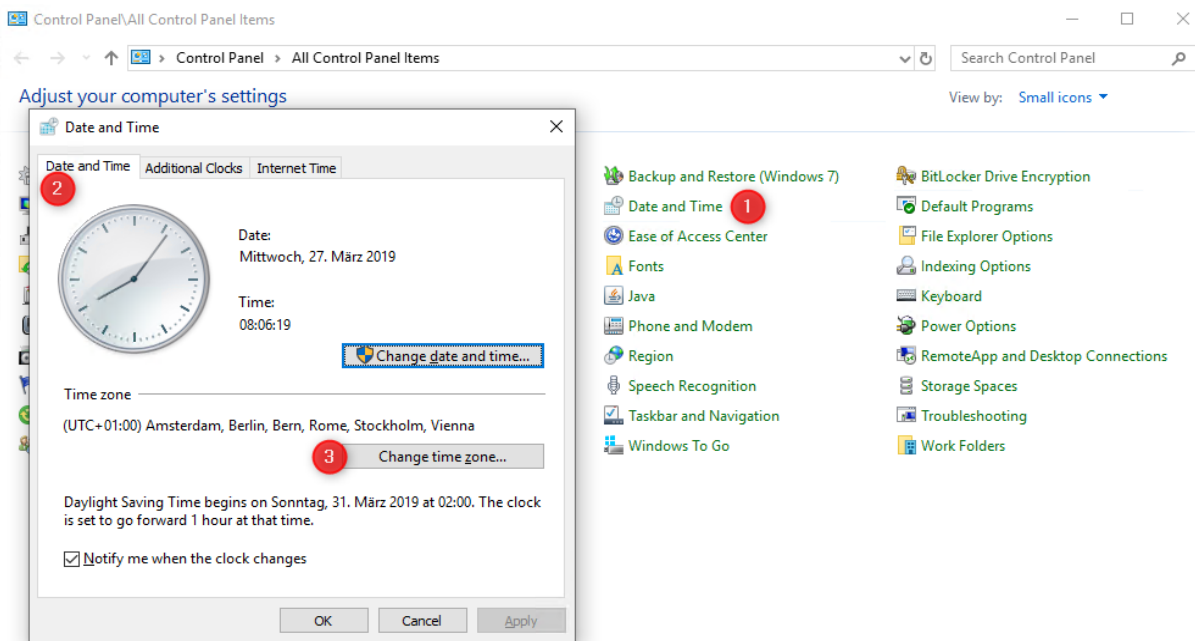 Control Panel\All Control Panel Items
Control Panel > All Control Panel Items
Search Control Panel
Adjust your computer's settings
View by: Small icons
Date and Time
Date and Time Additional Clocks Internet Time
2
Date:
Mittwoch, 27. März 2019
Time:
08:06:19
Change date and time...
Time zone
(UTC+01:00) Amsterdam, Berlin, Bern, Rome, Stockholm, Vienna
3 Change time zone...
Daylight Saving Time begins on Sonntag, 31. März 2019 at 02:00. The clock
is set to go forward 1 hour at that time.
Notify me when the clock changes
OK Cancel Apply
Backup and Restore (Windows 7)
Date and Time 1
Ease of Access Center
Fonts
Java
Phone and Modem
Region
Speech Recognition
Taskbar and Navigation
Windows To Go
BitLocker Drive Encryption
Default Programs
File Explorer Options
Indexing Options
Keyboard
Power Options
RemoteApp and Desktop Connections
Storage Spaces
Troubleshooting
Work Folders